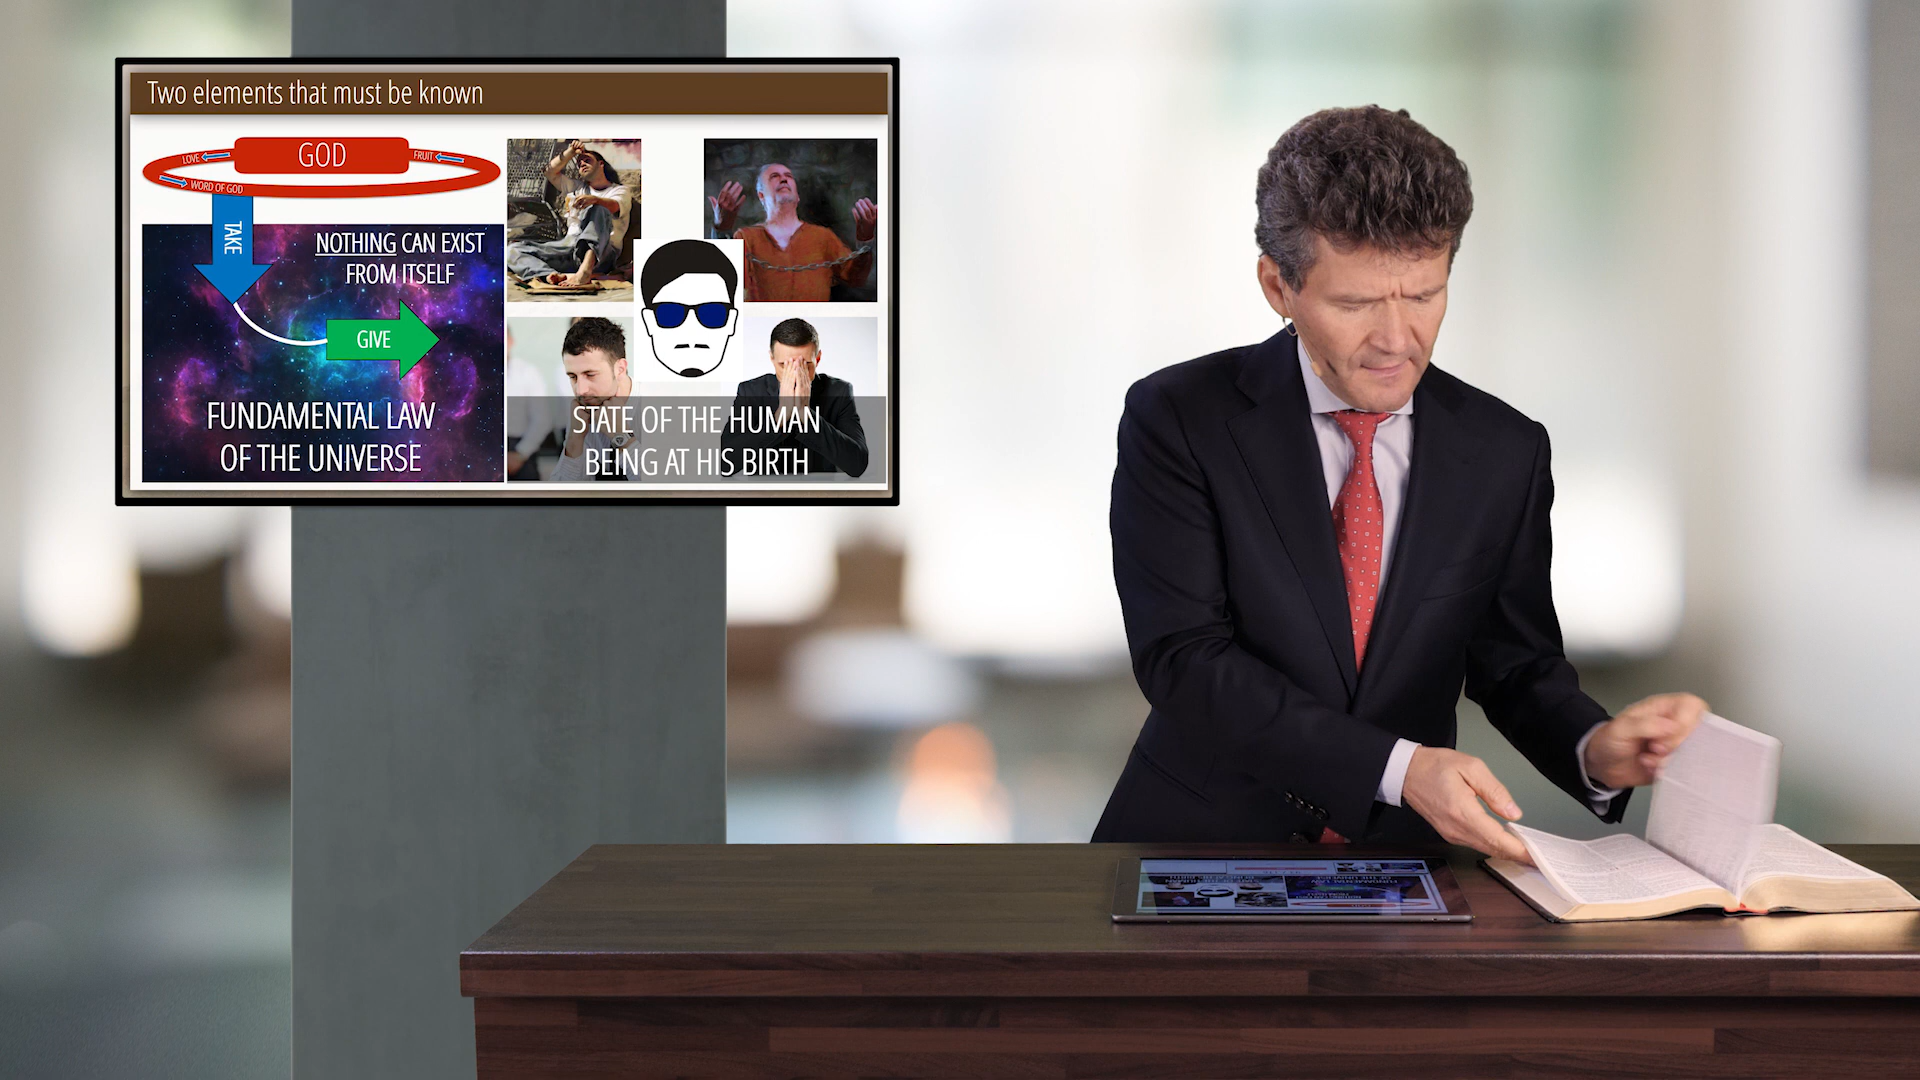 Two elements that must be known
GOD
LOVE
FRUIT
WORD OF GOD
TAKE
NOTHING CAN EXIST
FROM ITSELF
GIVE
FUNDAMENTAL LAW
OF THE UNIVERSE
STATE OF THE HUMAN
BEING AT HIS BIRTH